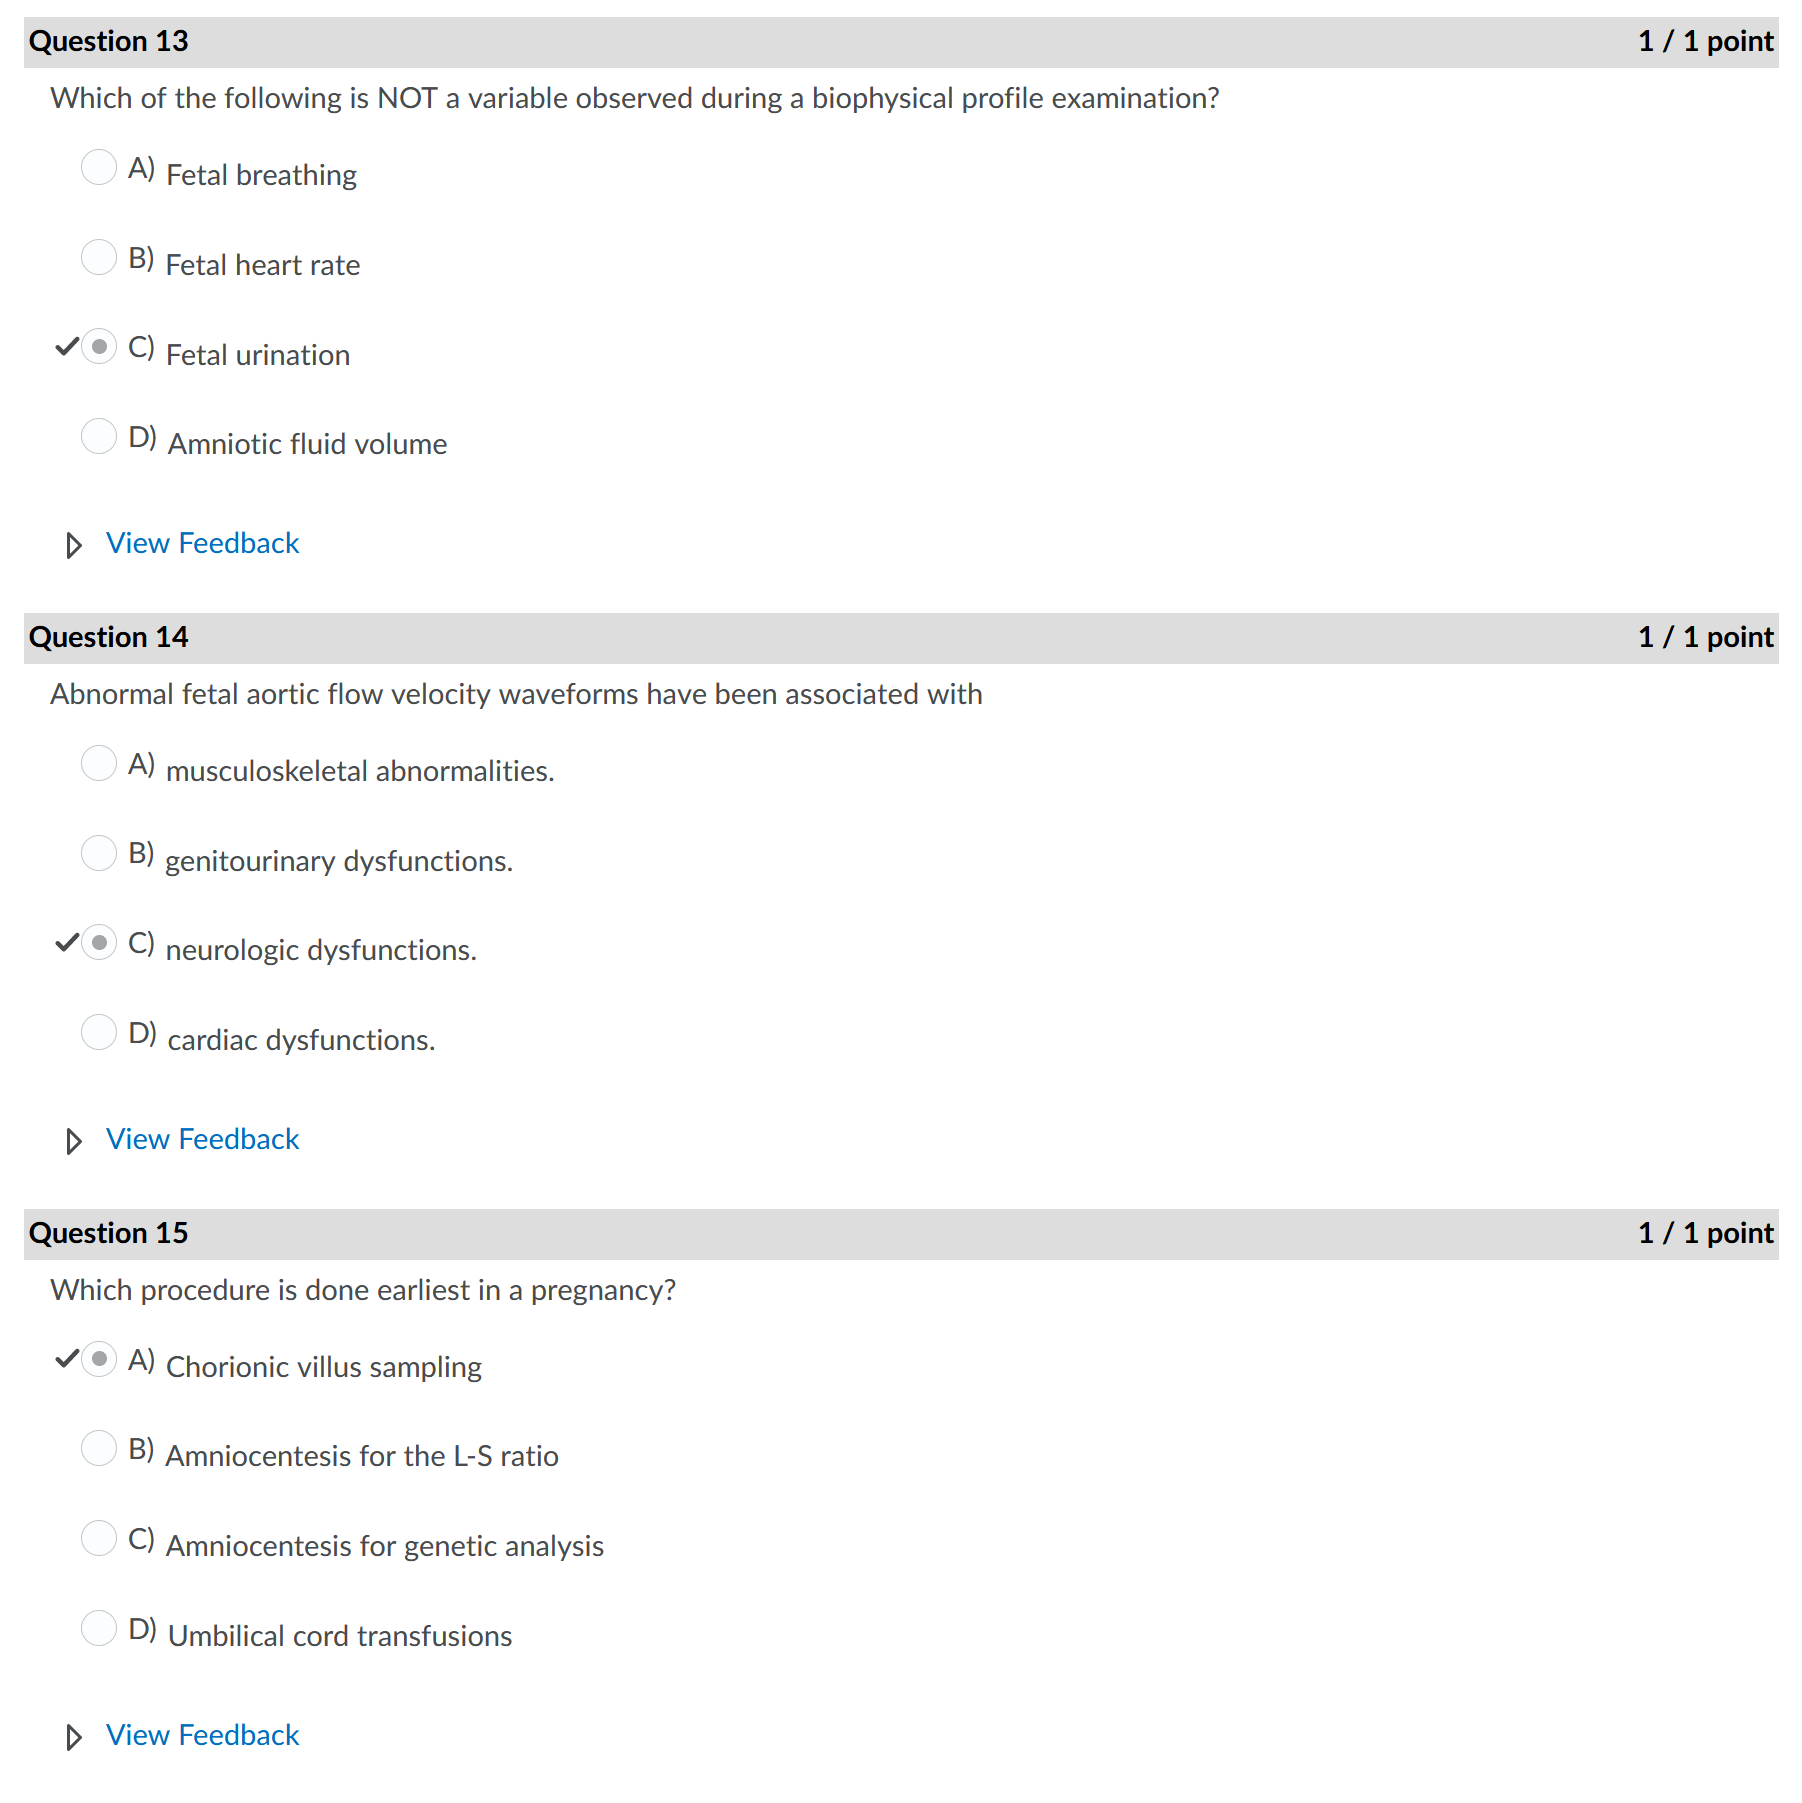 Question 13 1 / 1 point
Which of the following is NOT a variable observed during a biophysical profile examination?
A) Fetal breathing
B) Fetal heart rate
C) Fetal urination
D) Amniotic fluid volume
View Feedback
Question 14 1 / 1 point
Abnormal fetal aortic flow velocity waveforms have been associated with
A) musculoskeletal abnormalities.
B) genitourinary dysfunctions.
C) neurologic dysfunctions.
D) cardiac dysfunctions.
View Feedback
Question 15 1 / 1 point
Which procedure is done earliest in a pregnancy?
A) Chorionic villus sampling
B) Amniocentesis for the L-S ratio
C) Amniocentesis for genetic analysis
D) Umbilical cord transfusions
View Feedback